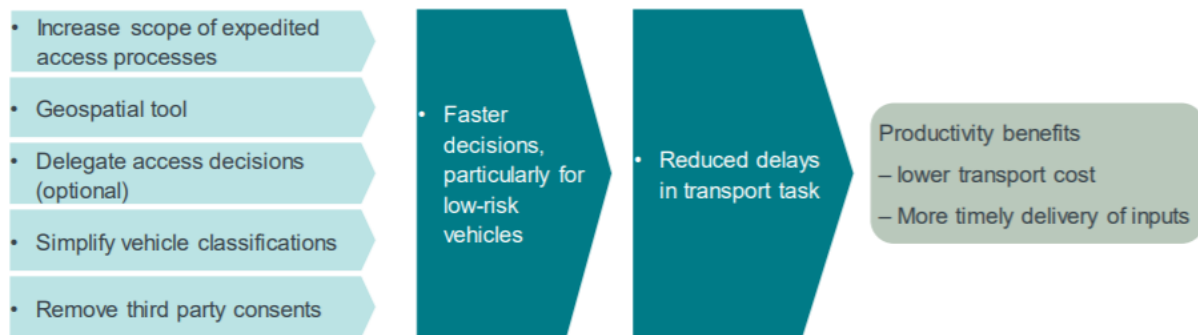 • Increase scope of expedited
access processes
• Geospatial tool
• Delegate access decisions
(optional)
• Simplify vehicle classifications
• Remove third party consents
• Faster
decisions,
particularly for
low-risk
vehicles
• Reduced delays
in transport task
Productivity benefits
– lower transport cost
– More timely delivery of inputs